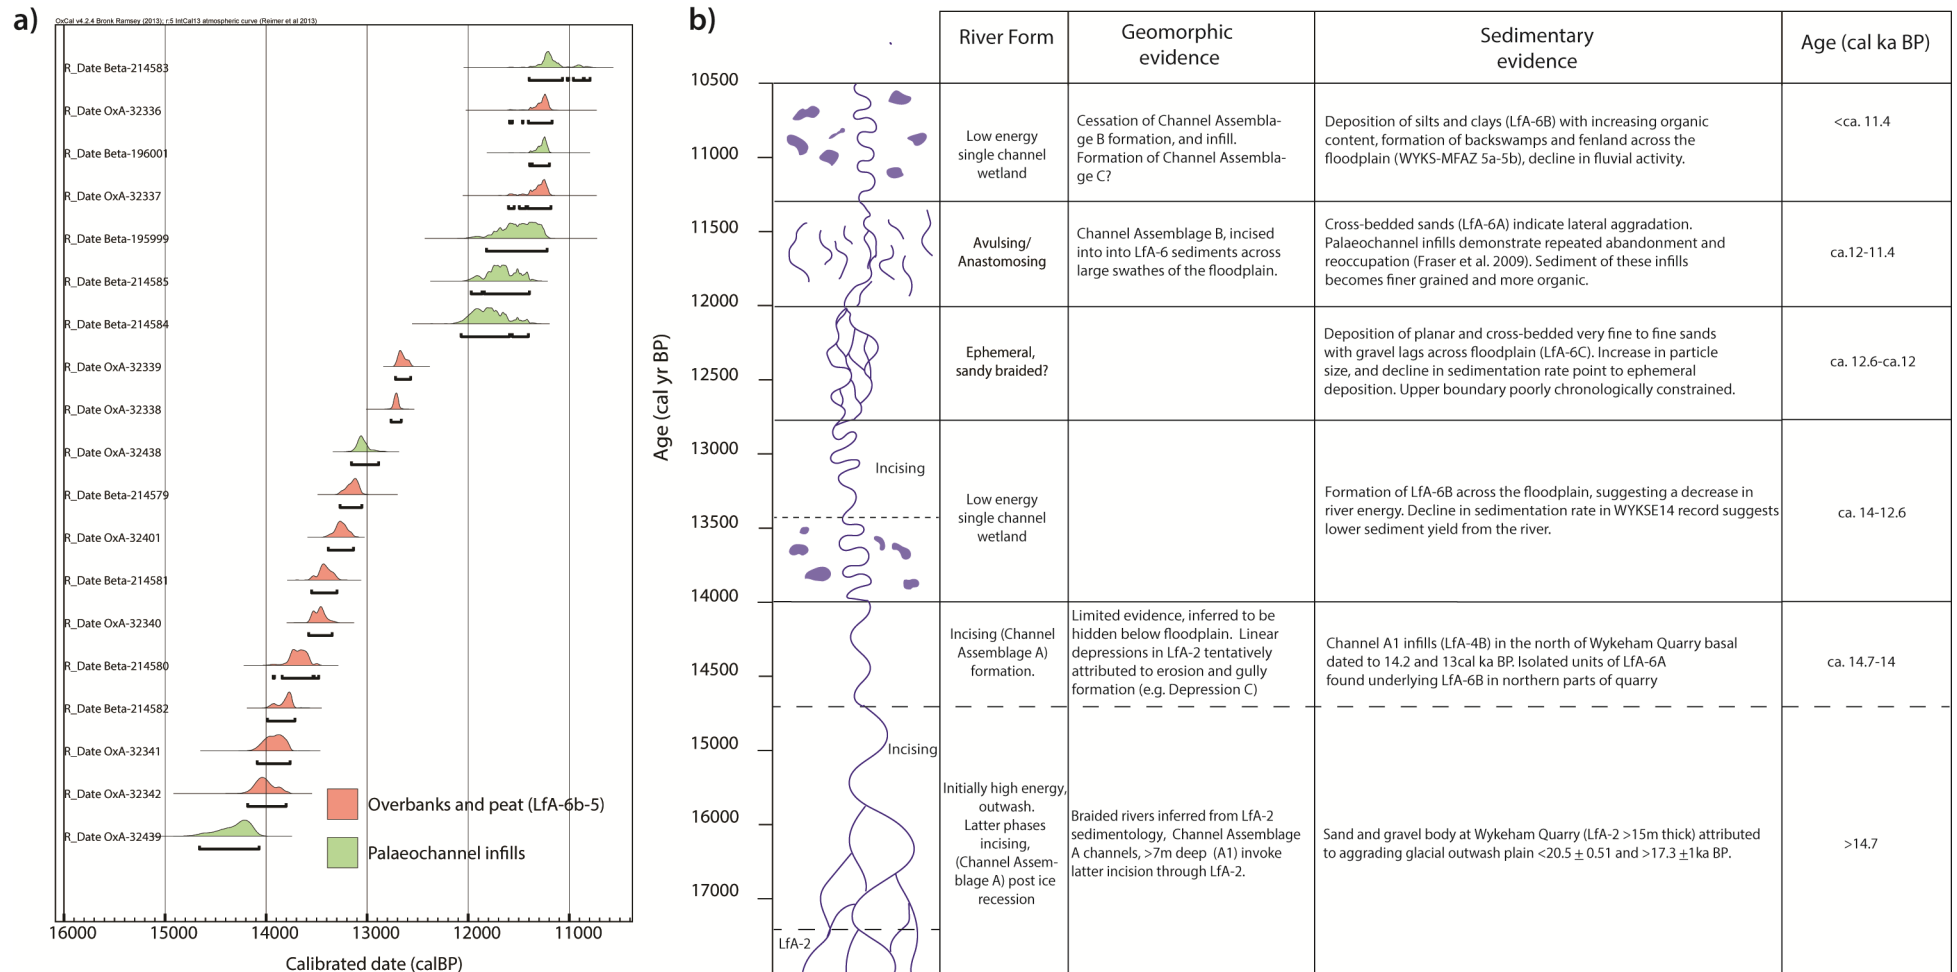 a)
OxCal v4.2.4 Bronk Ramsey (2013); r:5 IntCal13 atmospheric curve (Reimer et al 2013)
R_Date Beta-214583
R_Date OxA-32336
R_Date Beta-196001
R_Date OxA-32337
R_Date Beta-195999
R_Date Beta-214585
R_Date Beta-214584
R_Date OxA-32339
R_Date OxA-32338
R_Date OxA-32438
R_Date Beta-214579
R_Date OxA-32401
R_Date Beta-214581
R_Date OxA-32340
R_Date Beta-214580
R_Date Beta-214582
R_Date OxA-32341
R_Date OxA-32342
R_Date OxA-32439
Overbanks and peat (LfA-6b-5)
Palaeochannel infills
16000
15000
14000
13000
12000
11000
Calibrated date (calBP)
b)
River Form
Geomorphic
evidence
Sedimentary
evidence
Age (cal ka BP)
Age (cal yr BP)
10500
11000
11500
12000
12500
13000
13500
14000
14500
15000
16000
17000
Incising
Incising
LfA-2
Low energy
single channel
wetland
Cessation of Channel Assembla-
ge B formation, and infill.
Formation of Channel Assembla-
ge C?
Deposition of silts and clays (LfA-6B) with increasing organic
content, formation of backswamps and fenland across the
floodplain (WYKS-MFAZ 5a-5b), decline in fluvial activity.
<ca. 11.4
Avulsing/
Anastomosing
Channel Assemblage B, incised
into into LfA-6 sediments across
large swathes of the floodplain.
Cross-bedded sands (LfA-6A) indicate lateral aggradation.
Palaeochannel infills demonstrate repeated abandonment and
reoccupation (Fraser et al. 2009). Sediment of these infills
becomes finer grained and more organic.
ca.12-11.4
Ephemeral,
sandy braided?
Deposition of planar and cross-bedded very fine to fine sands
with gravel lags across floodplain (LfA-6C). Increase in particle
size, and decline in sedimentation rate point to ephemeral
deposition. Upper boundary poorly chronologically constrained.
ca. 12.6-ca.12
Low energy
single channel
wetland
Formation of LfA-6B across the floodplain, suggesting a decrease in
river energy. Decline in sedimentation rate in WYKSE14 record suggests
lower sediment yield from the river.
ca. 14-12.6
Incising (Channel
Assemblage A)
formation.
Limited evidence, inferred to be
hidden below floodplain. Linear
depressions in LfA-2 tentatively
attributed to erosion and gully
formation (e.g. Depression C)
Channel A1 infills (LfA-4B) in the north of Wykeham Quarry basal
dated to 14.2 and 13cal ka BP. Isolated units of LfA-6A
found underlying LfA-6B in northern parts of quarry
ca. 14.7-14
Initially high energy,
outwash.
Latter phases
incising,
(Channel Assem-
blage A) post ice
recession
Braided rivers inferred from LfA-2
sedimentology, Channel Assemblage
A channels, >7m deep (A1) invoke
latter incision through LfA-2.
Sand and gravel body at Wykeham Quarry (LfA-2 >15m thick) attributed
to aggrading glacial outwash plain <20.5 ± 0.51 and >17.3 ±1ka BP.
>14.7